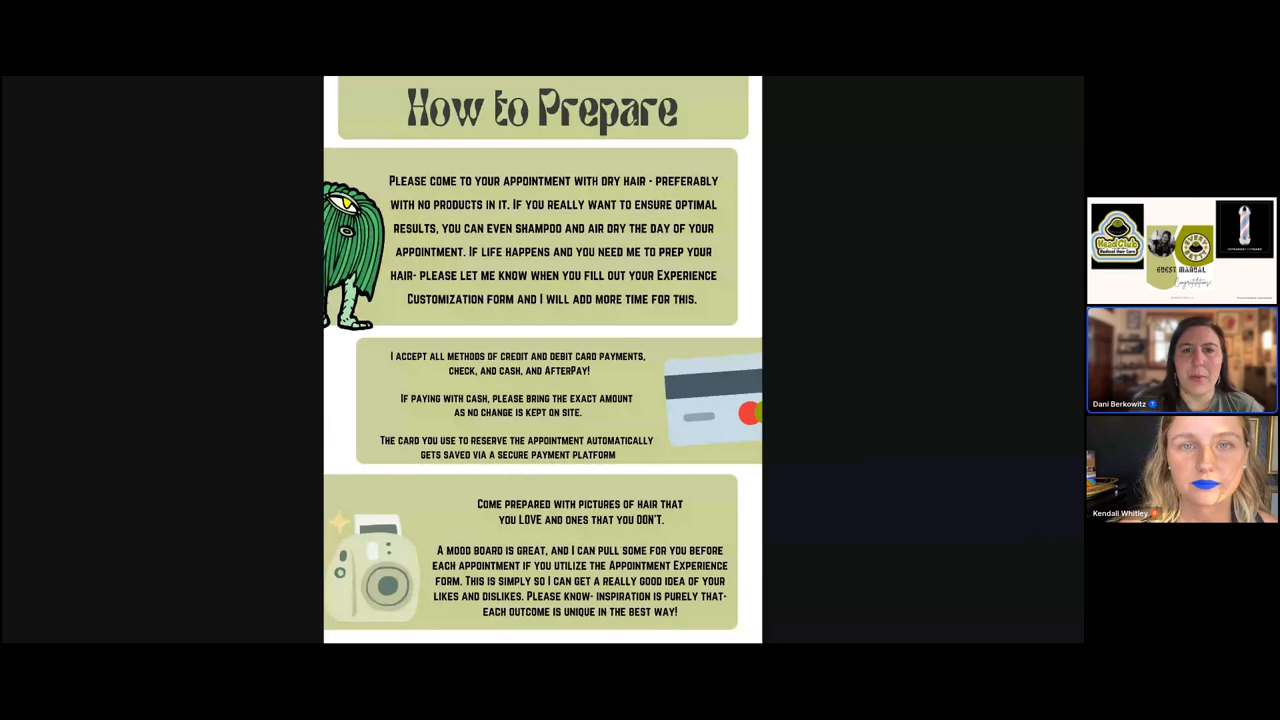 How to Prepare
Please come to your appointment with dry hair - preferably
with no products in it. If you really want to ensure optimal
results, you can even shampoo and air dry the day of your
appointment. If life happens and you need me to prep your
hair- please let me know when you fill out your Experience
Customization form and I will add more time for this.
I accept all methods of credit and debit card payments,
check, and cash, and AfterPay!
If paying with cash, please bring the exact amount
as no change is kept on site.
The card you use to reserve the appointment automatically
gets saved via a secure payment platform
Come prepared with pictures of hair that
you LOVE and ones that you DON'T.
A mood board is great, and I can pull some for you before
each appointment if you utilize the Appointment Experience
form. This is simply so I can get a really good idea of your
likes and dislikes. Please know- inspiration is purely that-
each outcome is unique in the best way!
HeadClub
GUEST MANUAL
Dani Berkowitz
Kendall Whitley